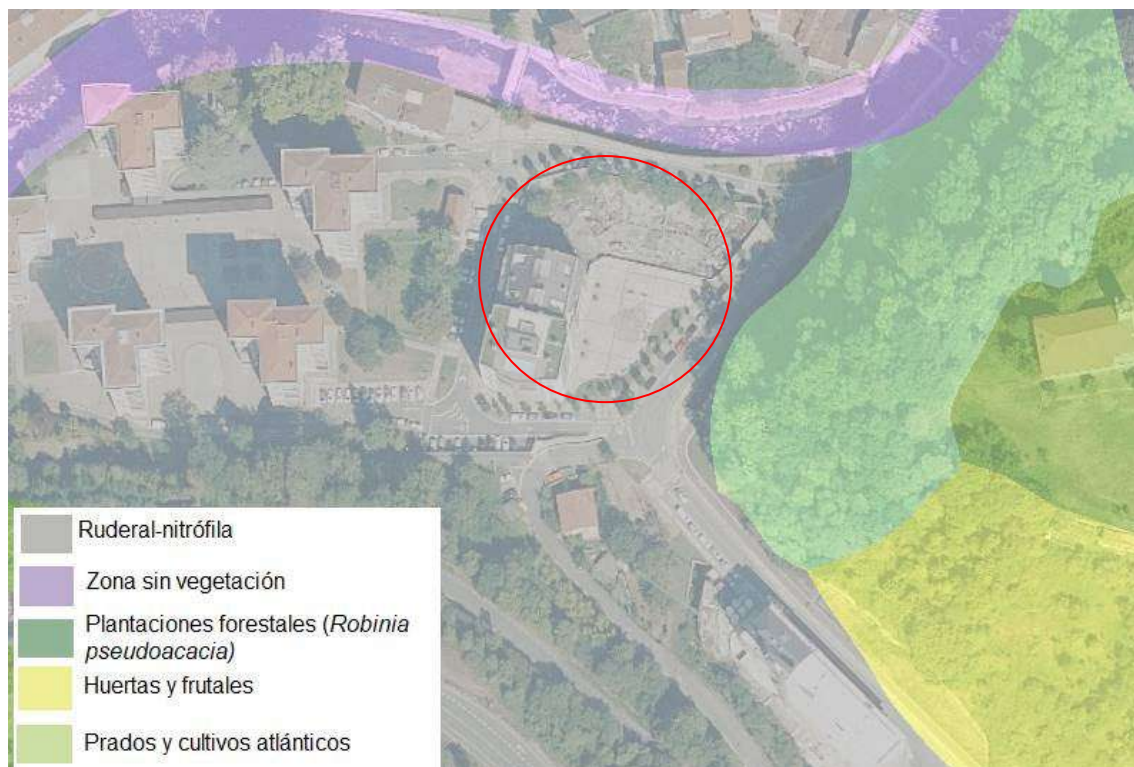 Ruderal-nitrófila
Zona sin vegetación
Plantaciones forestales (Robinia
pseudoacacia)
Huertas y frutales
Prados y cultivos atlánticos